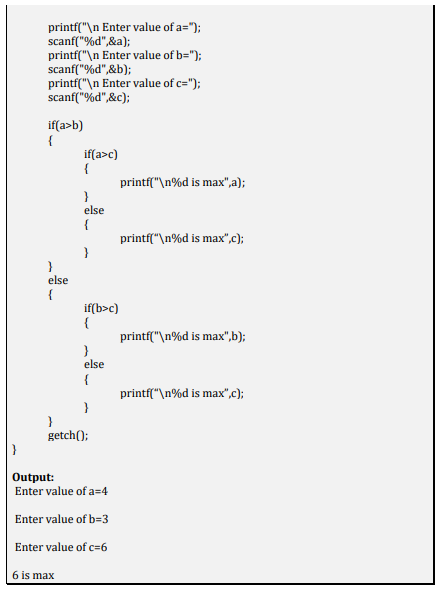 printf("\n Enter value of a=");
scanf("%d",&a);
printf("\n Enter value of b=");
scanf("%d",&b);
printf("\n Enter value of c=");
scanf("%d",&c);
if(a>b)
{
if(a>c)
{
printf("\n%d is max",a);
}
else
{
printf("\n%d is max",c);
}
}
else
{
if(b>c)
{
printf("\n%d is max",b);
}
else
{
printf("\n%d is max",c);
}
}
getch();
}
Output:
Enter value of a=4
Enter value of b=3
Enter value of c=6
6 is max